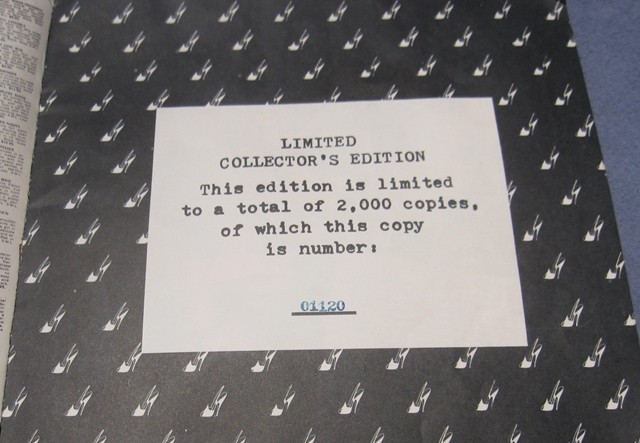 LIMITED
COLLECTOR'S EDITION
This edition is limited
to a total of 2,000 copies,
of which this copy
is number:
01120